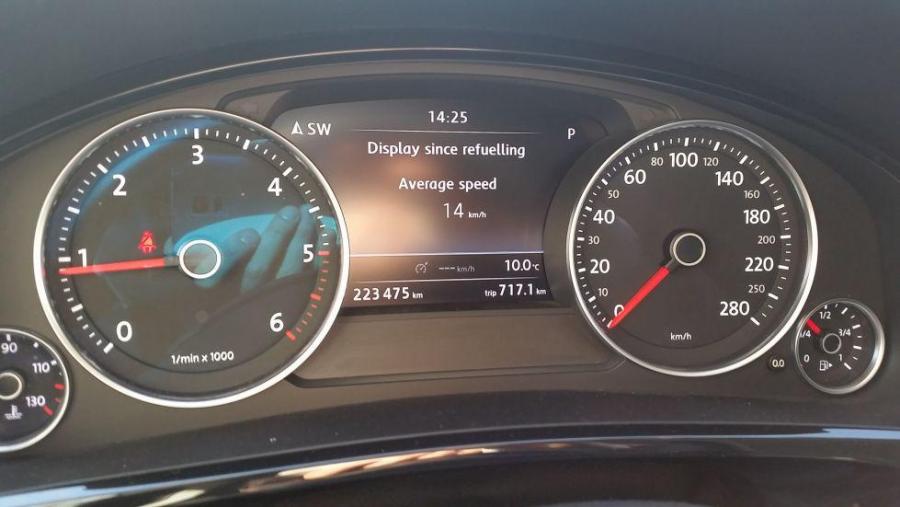 14:25
SW
P
Display since refuelling
Average speed
14 km/h
--- km/h 10.0°C
223 475 km trip 717.1 km
0 1 2 3 4 5 6
1/min x 1000
0 10 20 30 40 50 60 80 100 120 140 160 180 200 220 250 280
km/h
90 110 130
0.0
0 1/4 1/2 3/4 1